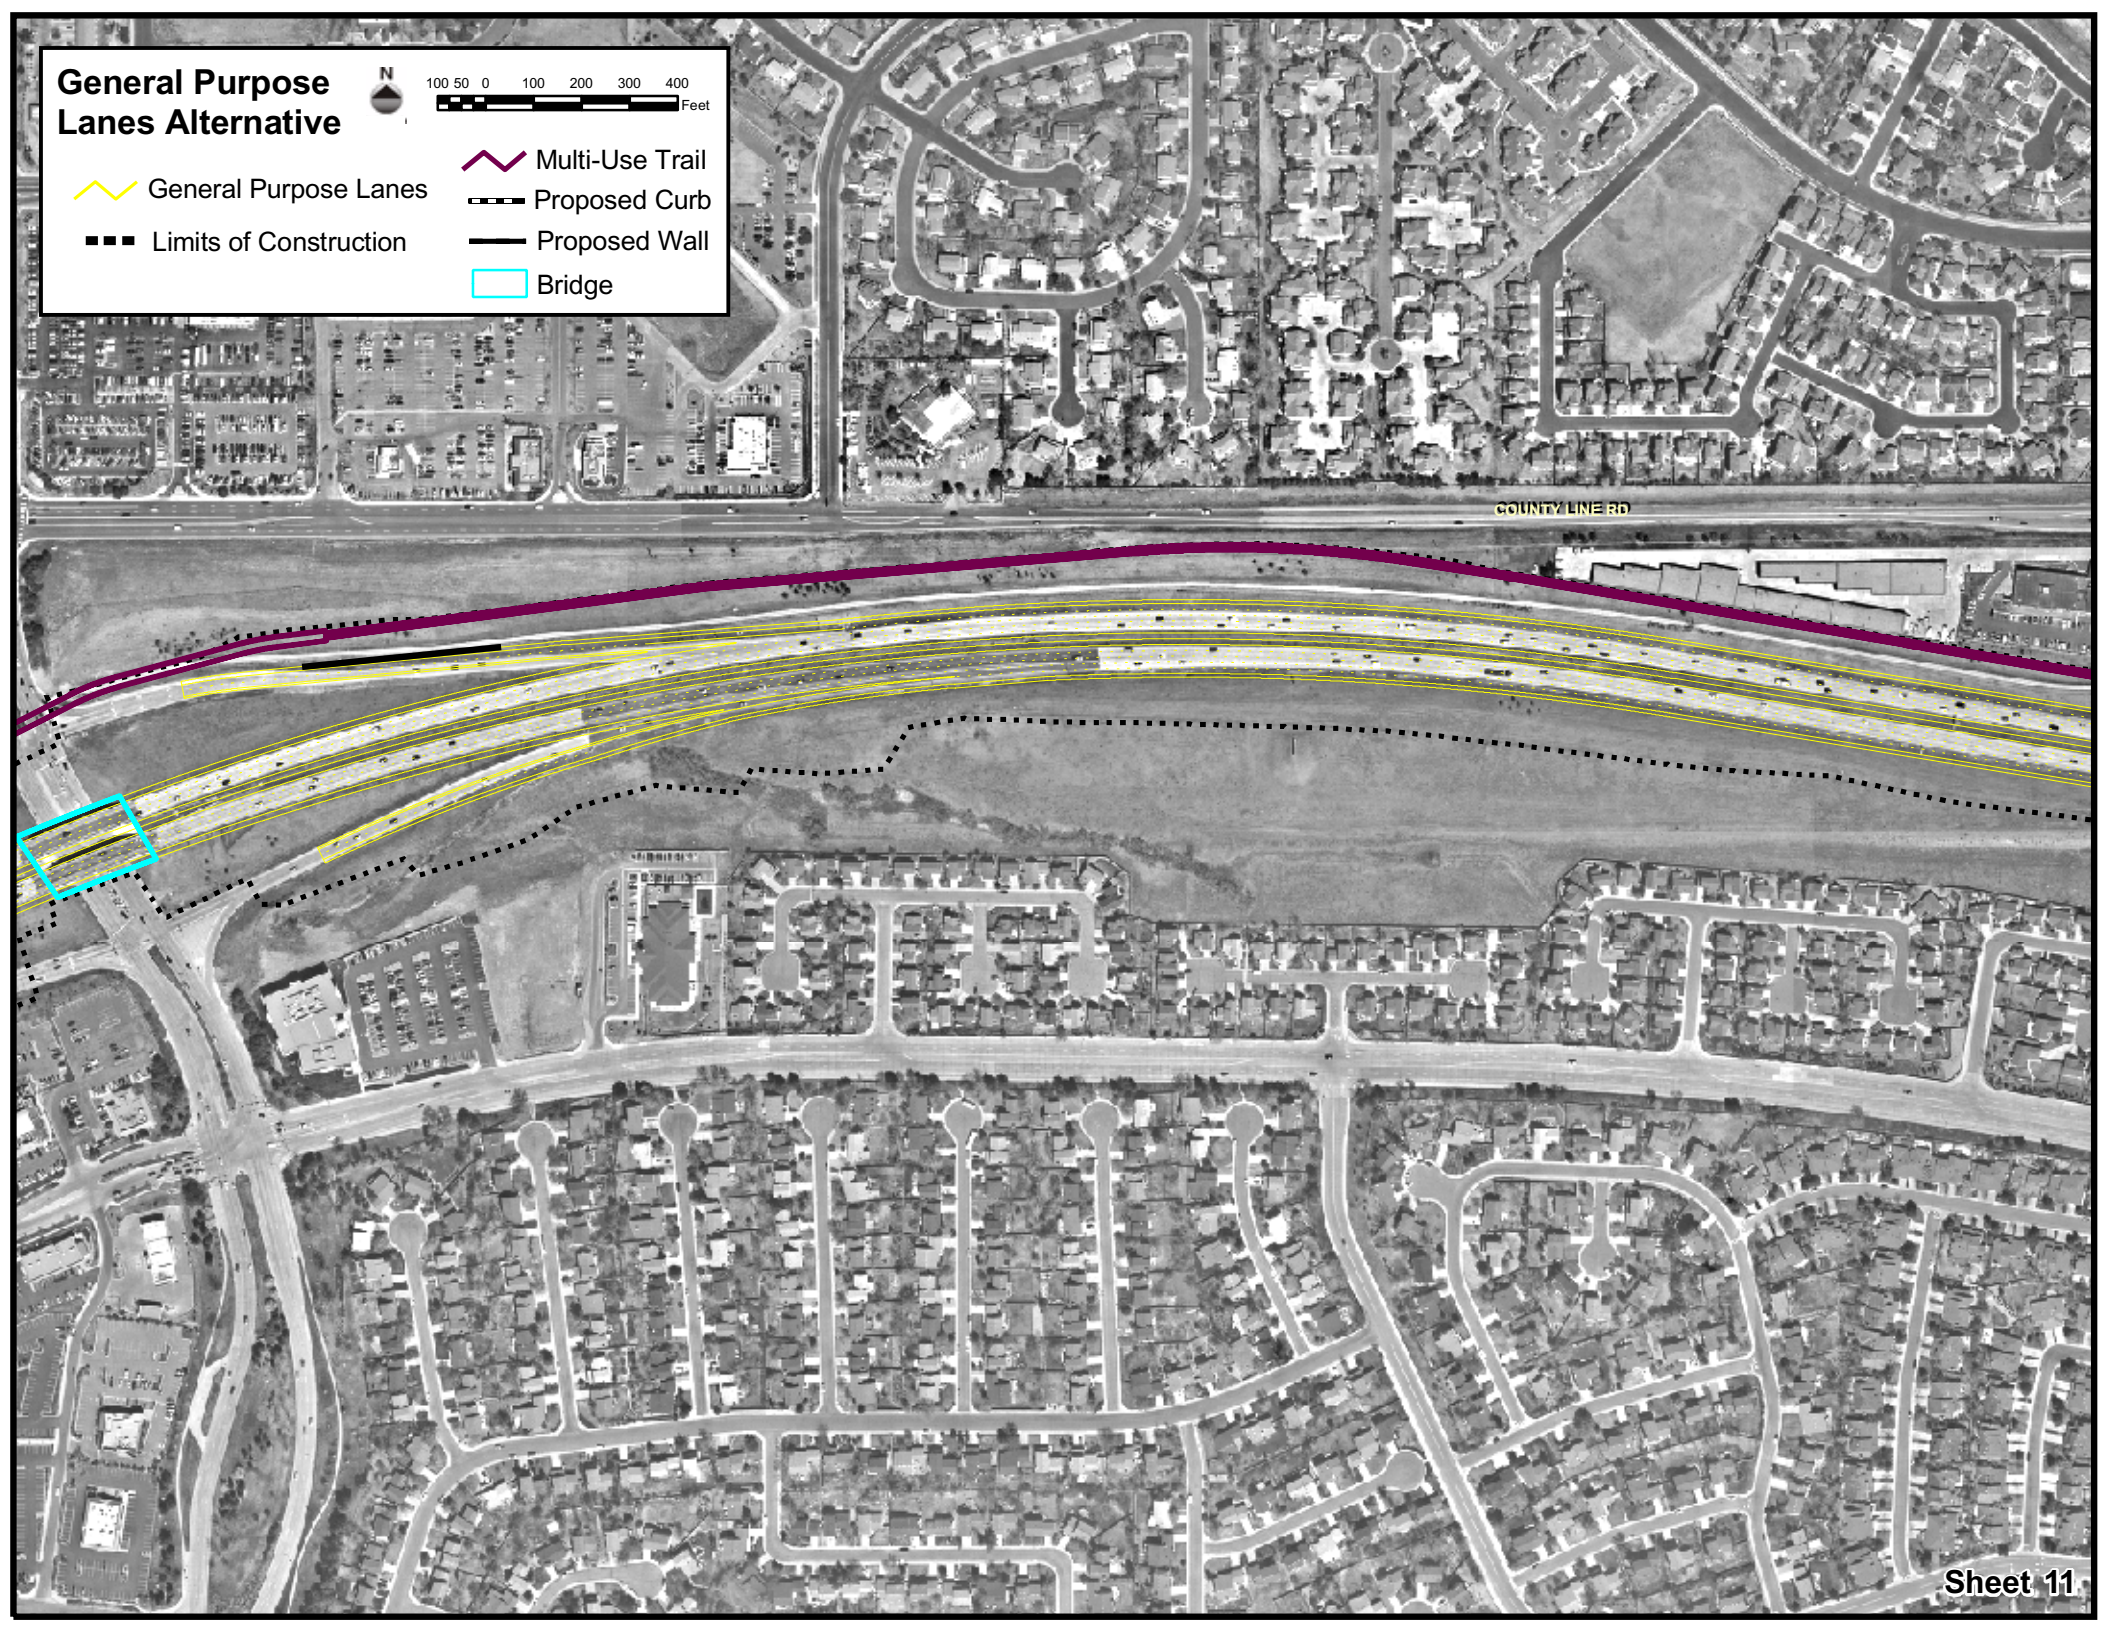 General Purpose
Lanes Alternative
N
100 50 0 100 200 300 400
Feet
General Purpose Lanes
Limits of Construction
Multi-Use Trail
Proposed Curb
Proposed Wall
Bridge
COUNTY LINE RD
Sheet 11